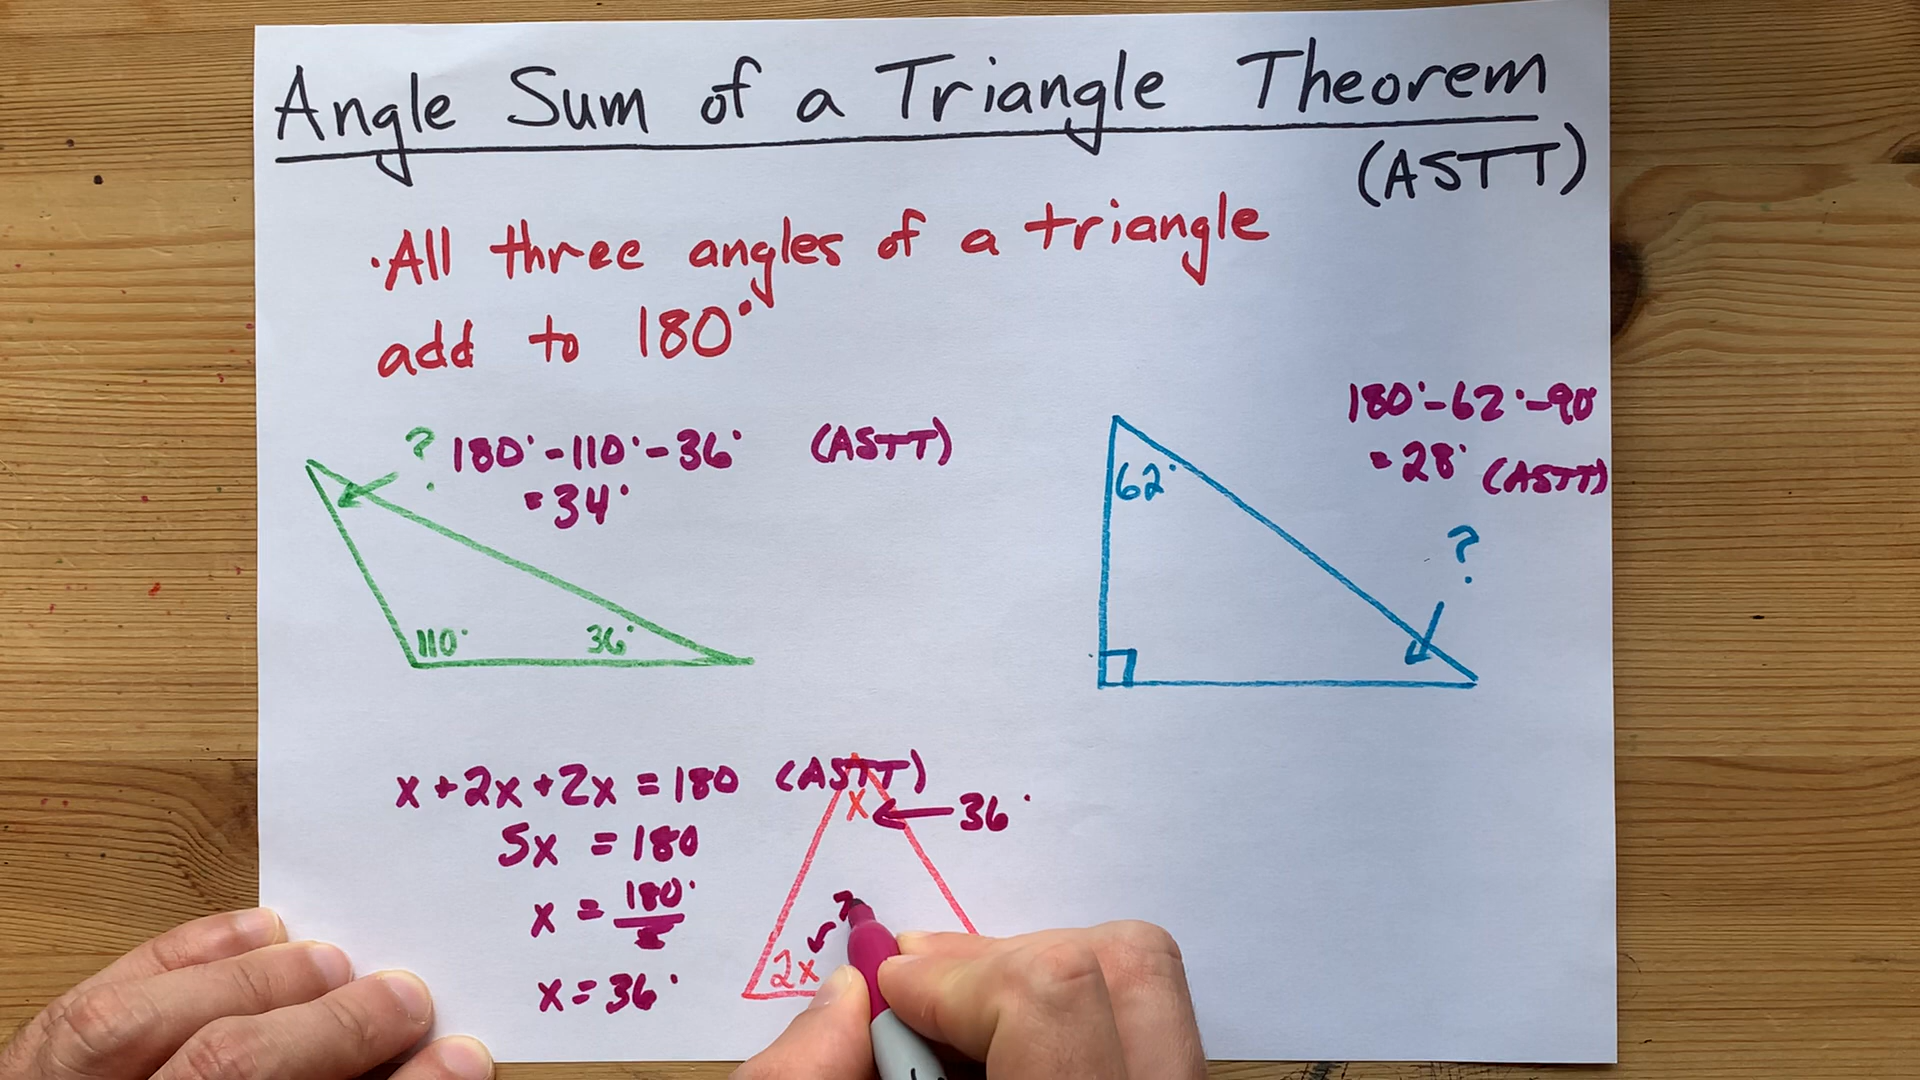 Angle Sum of a Triangle Theorem
(ASTT)
·All three angles of a triangle
add to 180°
? 180°-110°-36° (ASTT)
=34°
110° 36°
180°-62°-90°
=28° (ASTT)
62°
?
x+2x+2x=180 (ASTT)
5x = 180
x = 180°
5
x=36°
x
36°
2x